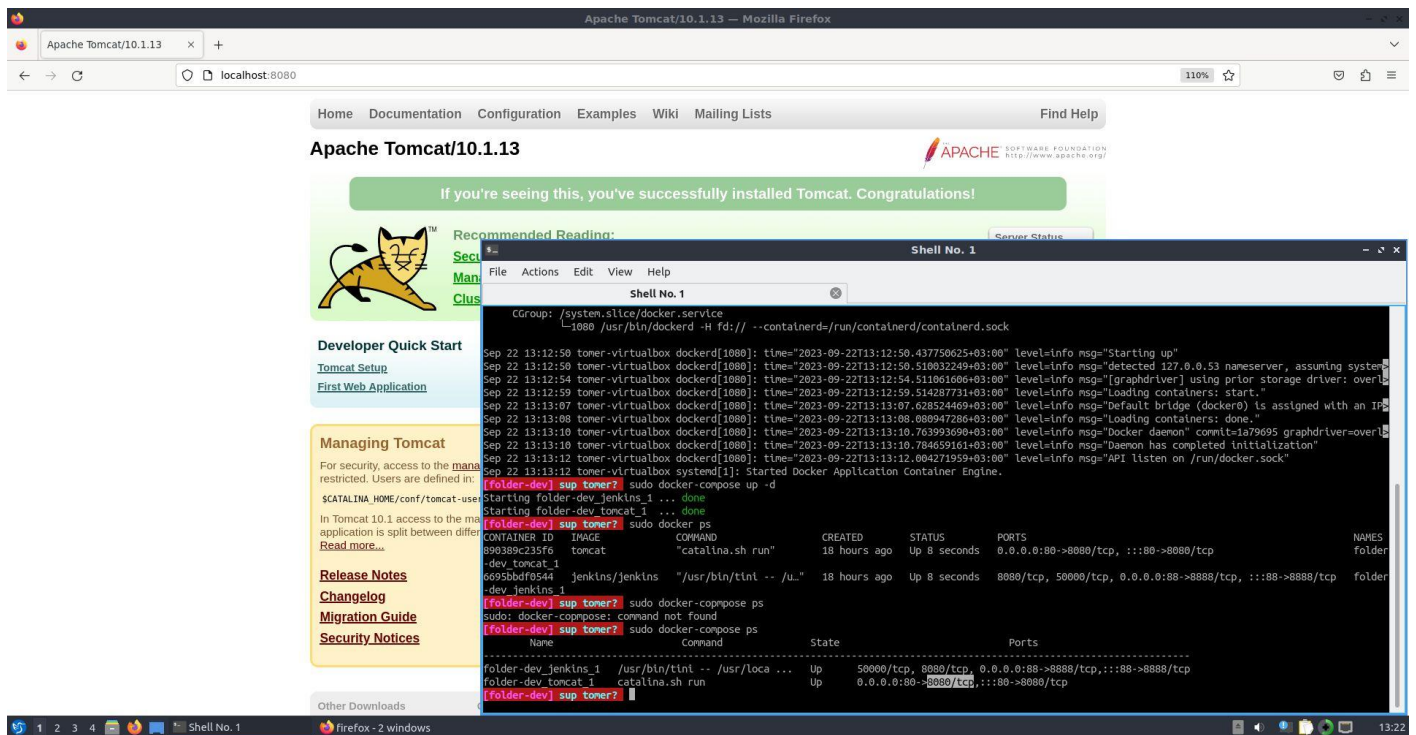 Apache Tomcat/10.1.13 — Mozilla Firefox
Apache Tomcat/10.1.13
localhost:8080
110%
Home Documentation Configuration Examples Wiki Mailing Lists Find Help
Apache Tomcat/10.1.13
APACHE SOFTWARE FOUNDATION
http://www.apache.org/
If you're seeing this, you've successfully installed Tomcat. Congratulations!
TM
Recommended Reading:
Server Status
Secu
Mana
Clus
Developer Quick Start
Tomcat Setup
First Web Application
Managing Tomcat
For security, access to the mana
restricted. Users are defined in:
$CATALINA_HOME/conf/tomcat-user
In Tomcat 10.1 access to the ma
application is split between differ
Read more...
Release Notes
Changelog
Migration Guide
Security Notices
Other Downloads
Shell No. 1
File Actions Edit View Help
Shell No. 1
CGroup: /system.slice/docker.service
└─1080 /usr/bin/dockerd -H fd:// --containerd=/run/containerd/containerd.sock
Sep 22 13:12:50 tomer-virtualbox dockerd[1080]: time="2023-09-22T13:12:50.437750625+03:00" level=info msg="Starting up"
Sep 22 13:12:50 tomer-virtualbox dockerd[1080]: time="2023-09-22T13:12:50.510032249+03:00" level=info msg="detected 127.0.0.53 nameserver, assuming system>
Sep 22 13:12:54 tomer-virtualbox dockerd[1080]: time="2023-09-22T13:12:54.511061606+03:00" level=info msg="[graphdriver] using prior storage driver: overl>
Sep 22 13:12:59 tomer-virtualbox dockerd[1080]: time="2023-09-22T13:12:59.514287731+03:00" level=info msg="Loading containers: start."
Sep 22 13:13:07 tomer-virtualbox dockerd[1080]: time="2023-09-22T13:13:07.628524469+03:00" level=info msg="Default bridge (docker0) is assigned with an IP>
Sep 22 13:13:08 tomer-virtualbox dockerd[1080]: time="2023-09-22T13:13:08.080947286+03:00" level=info msg="Loading containers: done."
Sep 22 13:13:10 tomer-virtualbox dockerd[1080]: time="2023-09-22T13:13:10.763993690+03:00" level=info msg="Docker daemon" commit=1a79695 graphdriver=overl>
Sep 22 13:13:10 tomer-virtualbox dockerd[1080]: time="2023-09-22T13:13:10.784659161+03:00" level=info msg="Daemon has completed initialization"
Sep 22 13:13:12 tomer-virtualbox dockerd[1080]: time="2023-09-22T13:13:12.004271959+03:00" level=info msg="API listen on /run/docker.sock"
Sep 22 13:13:12 tomer-virtualbox systemd[1]: Started Docker Application Container Engine.
[folder-dev] sup tomer? sudo docker-compose up -d
Starting folder-dev_jenkins_1 ... done
Starting folder-dev_tomcat_1 ... done
[folder-dev] sup tomer? sudo docker ps
CONTAINER ID IMAGE COMMAND CREATED STATUS PORTS NAMES
890389c235f6 tomcat "catalina.sh run" 18 hours ago Up 8 seconds 0.0.0.0:80->8080/tcp, :::80->8080/tcp folder
-dev_tomcat_1
6695bbdf0544 jenkins/jenkins "/usr/bin/tini -- /u…" 18 hours ago Up 8 seconds 8080/tcp, 50000/tcp, 0.0.0.0:88->8888/tcp, :::88->8888/tcp folder
-dev_jenkins_1
[folder-dev] sup tomer? sudo docker-copmpose ps
sudo: docker-copmpose: command not found
[folder-dev] sup tomer? sudo docker-compose ps
Name Command State Ports
--------------------------------------------------------------------------------
folder-dev_jenkins_1 /usr/bin/tini -- /usr/loca ... Up 50000/tcp, 8080/tcp, 0.0.0.0:88->8888/tcp,:::88->8888/tcp
folder-dev_tomcat_1 catalina.sh run Up 0.0.0.0:80->8080/tcp,:::80->8080/tcp
[folder-dev] sup tomer?
1 2 3 4 Shell No. 1 firefox - 2 windows 13:22